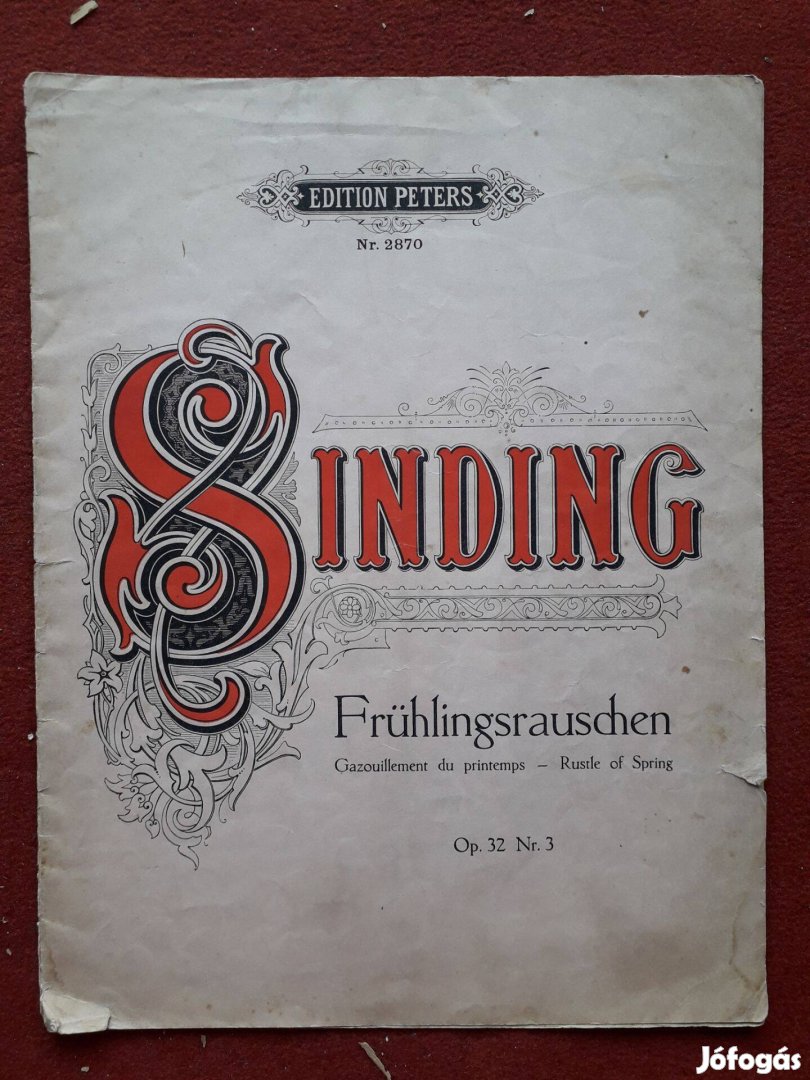 EDITION PETERS
Nr. 2870
SINDING
Frühlingsrauschen
Gazouillement du printemps – Rustle of Spring
Op. 32 Nr. 3
Jófogás